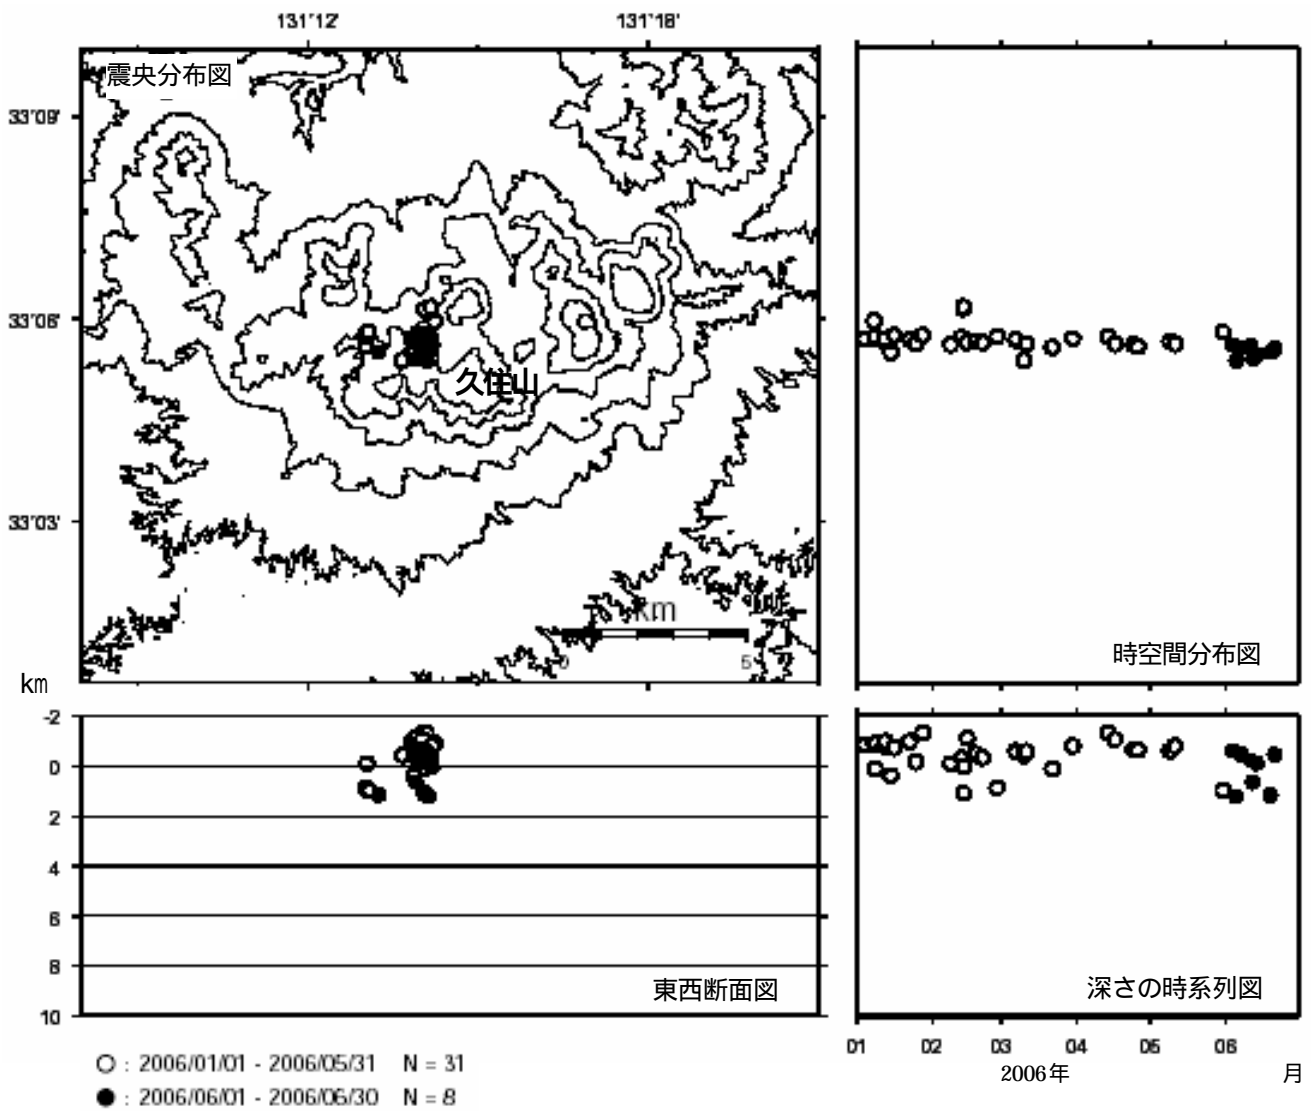 131°12' 131°18'
震央分布図
33°09'
33°06'
久住山
33°03'
km
0 5
時空間分布図
km
-2
0
2
4
6
8
10
東西断面図
深さの時系列図
01 02 03 04 05 06
2006年 月
○ : 2006/01/01 - 2006/05/31 N = 31
● : 2006/06/01 - 2006/06/30 N = 8